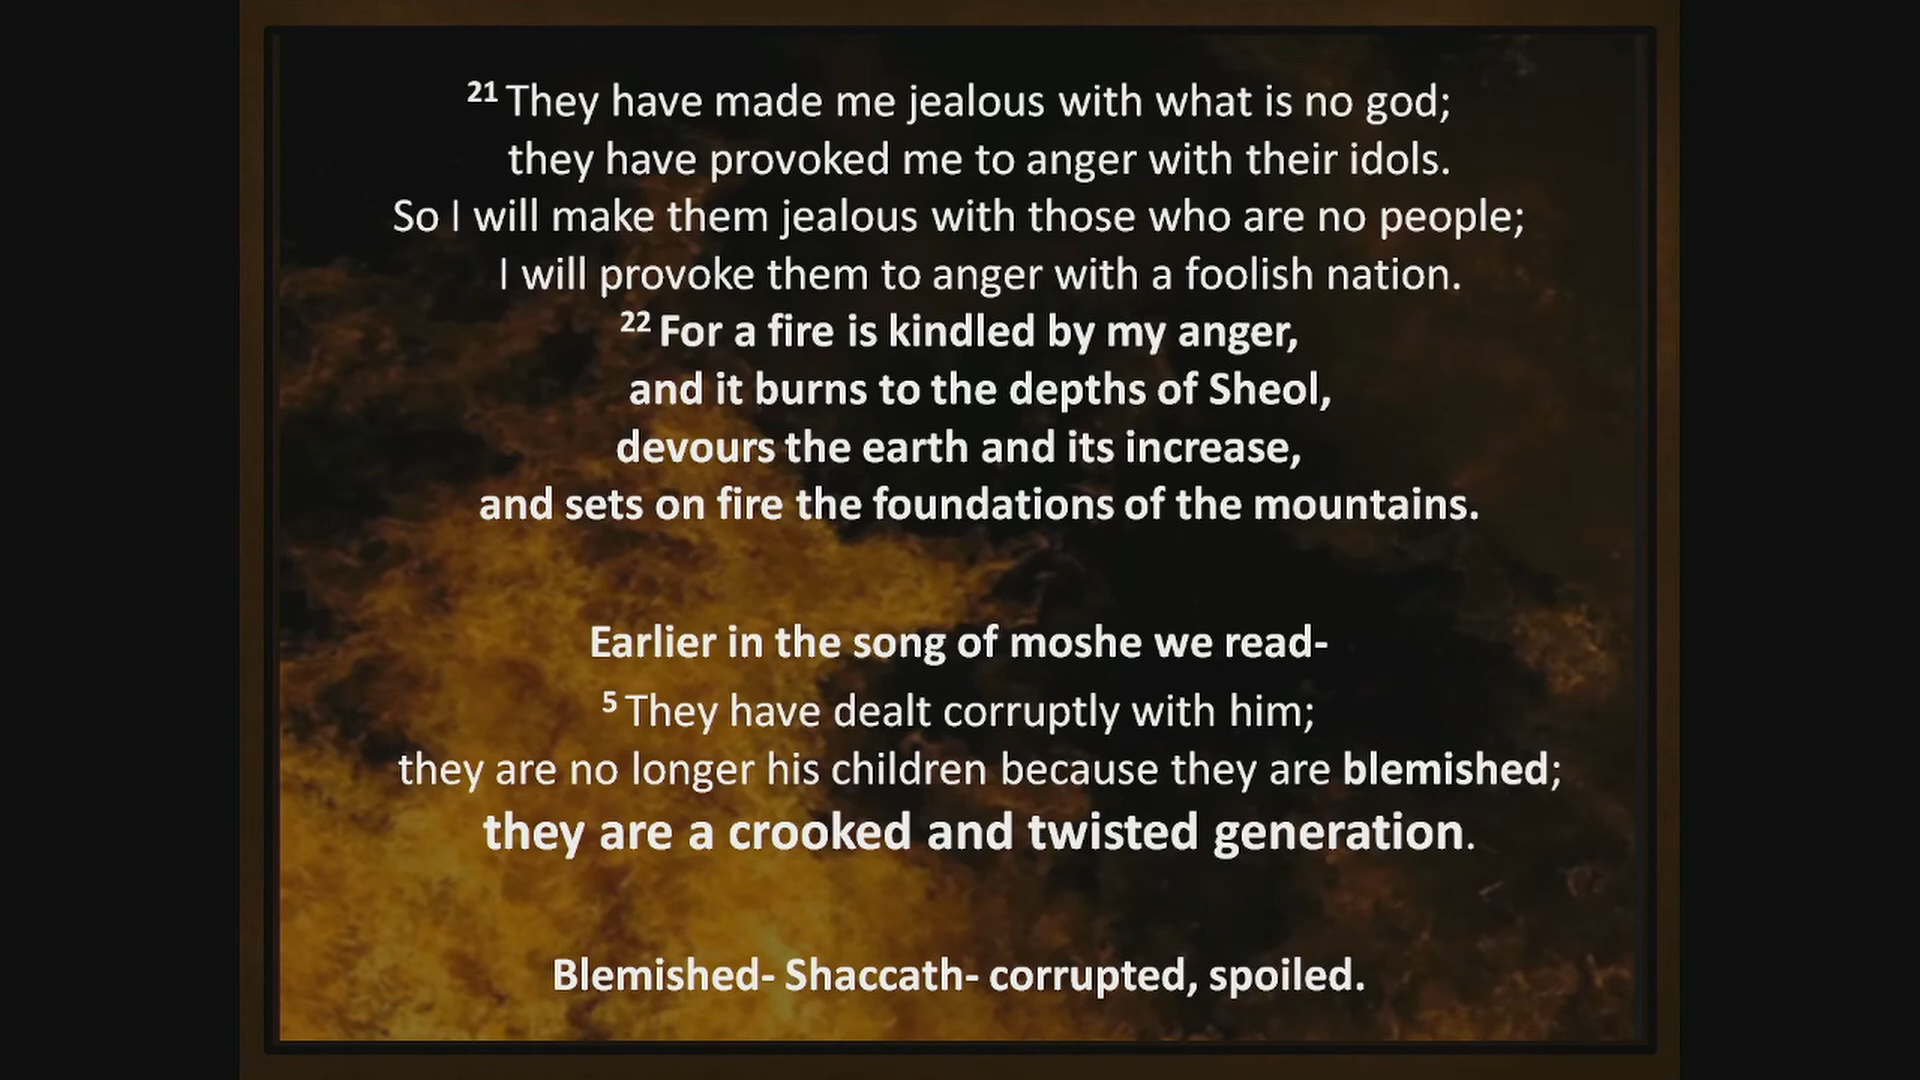 21 They have made me jealous with what is no god;
they have provoked me to anger with their idols.
So I will make them jealous with those who are no people;
I will provoke them to anger with a foolish nation.
22 For a fire is kindled by my anger,
and it burns to the depths of Sheol,
devours the earth and its increase,
and sets on fire the foundations of the mountains.
Earlier in the song of moshe we read-
5 They have dealt corruptly with him;
they are no longer his children because they are blemished;
they are a crooked and twisted generation.
Blemished- Shaccath- corrupted, spoiled.